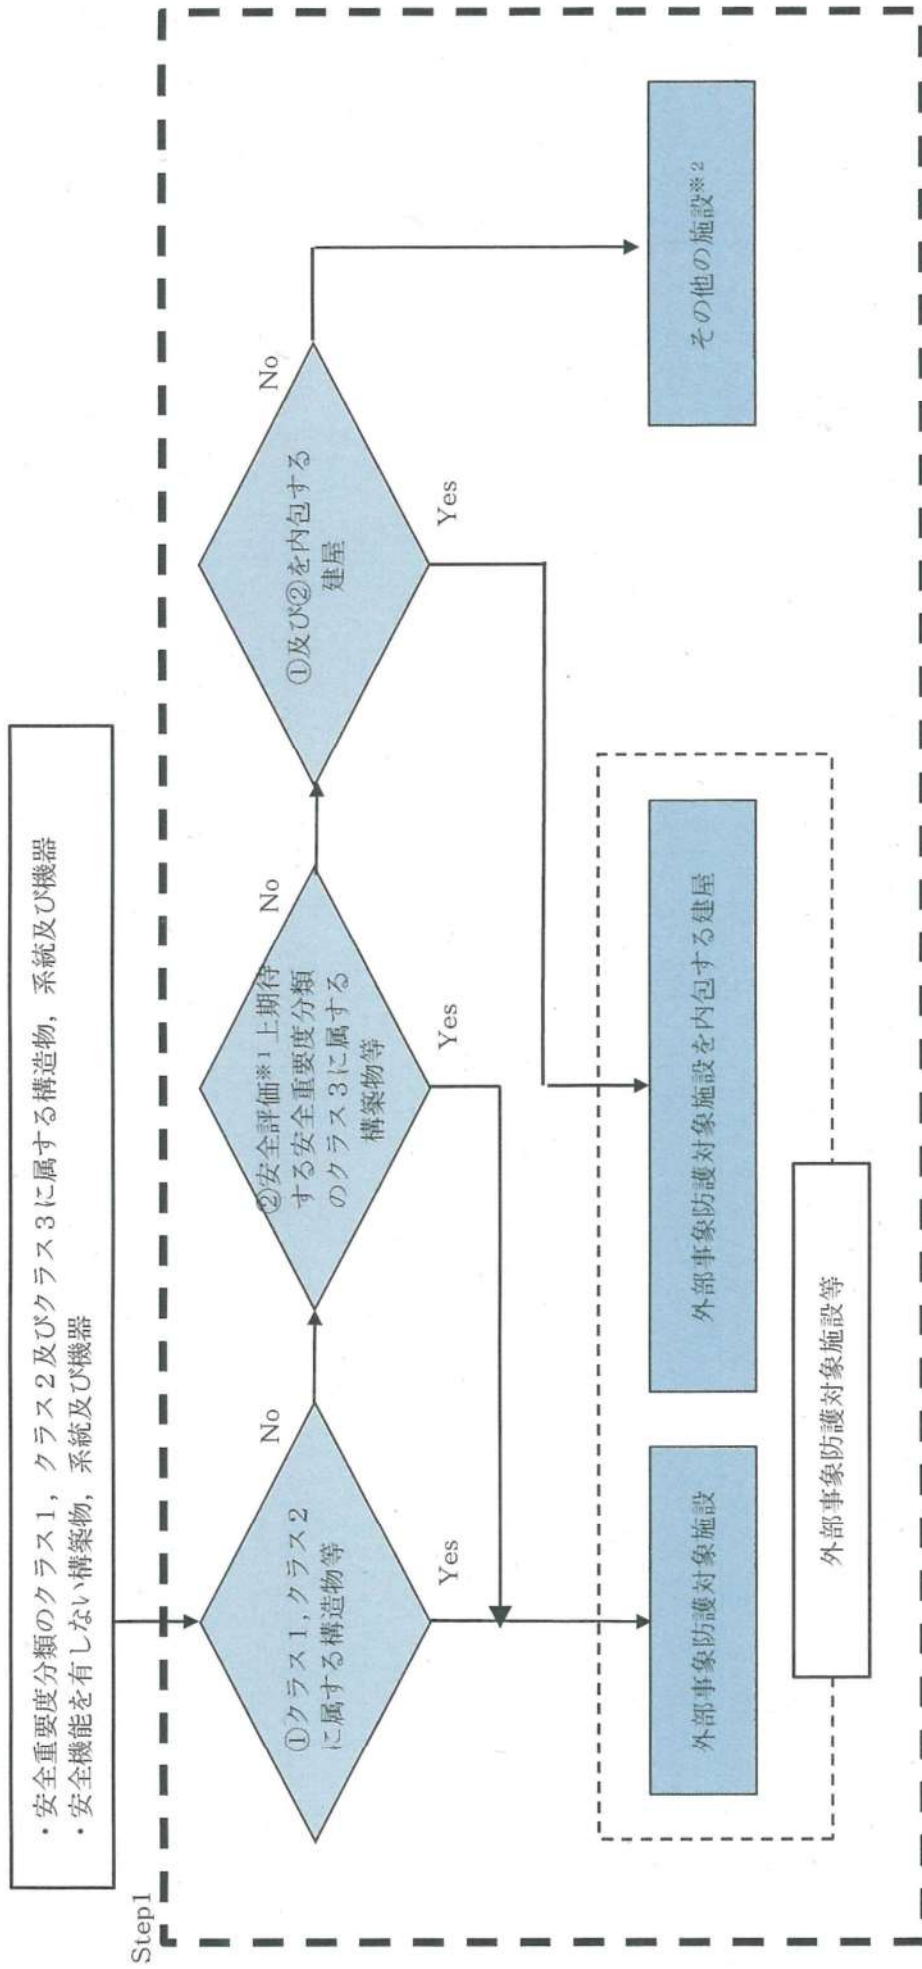 ・安全重要度分類のクラス1，クラス2及びクラス3に属する構造物，系統及び機器
・安全機能を有しない構築物，系統及び機器
Step1
①クラス1,クラス2
に属する構造物等
No
Yes
②安全評価※1上期待
する安全重要度分類
のクラス3に属する
構築物等
No
Yes
①及び②を内包する
建屋
No
Yes
外部事象防護対象施設
外部事象防護対象施設を内包する建屋
その他の施設※2
外部事象防護対象施設等